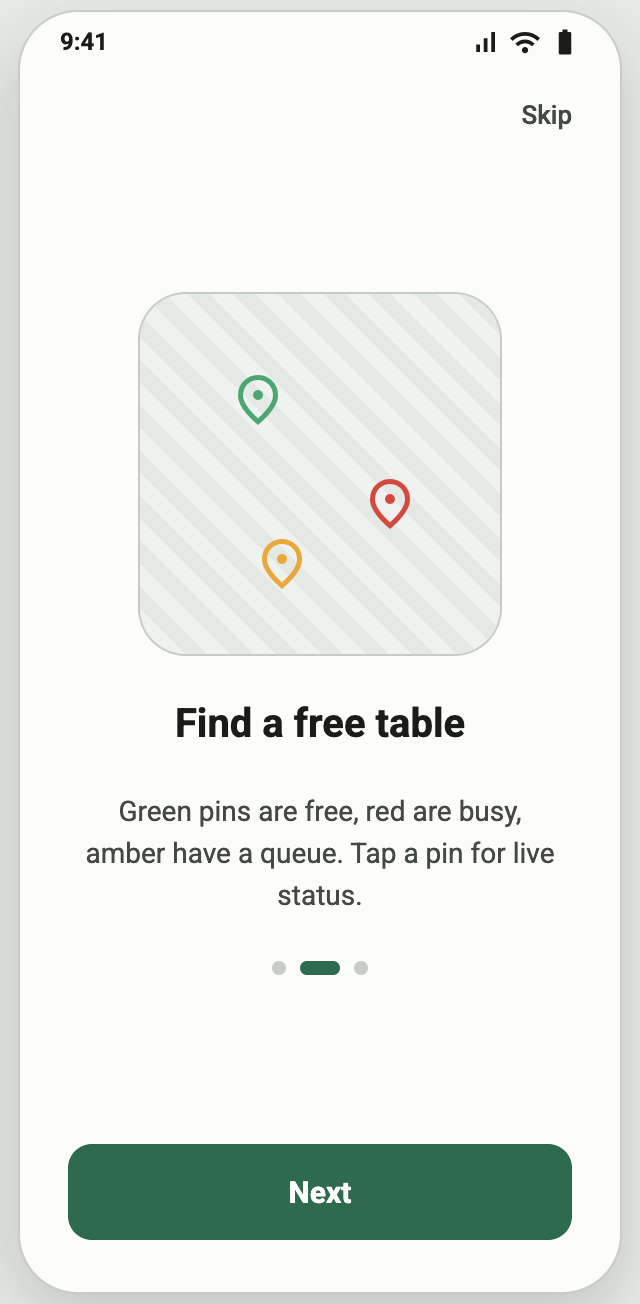 9:41
Skip
Find a free table
Green pins are free, red are busy,
amber have a queue. Tap a pin for live
status.
Next